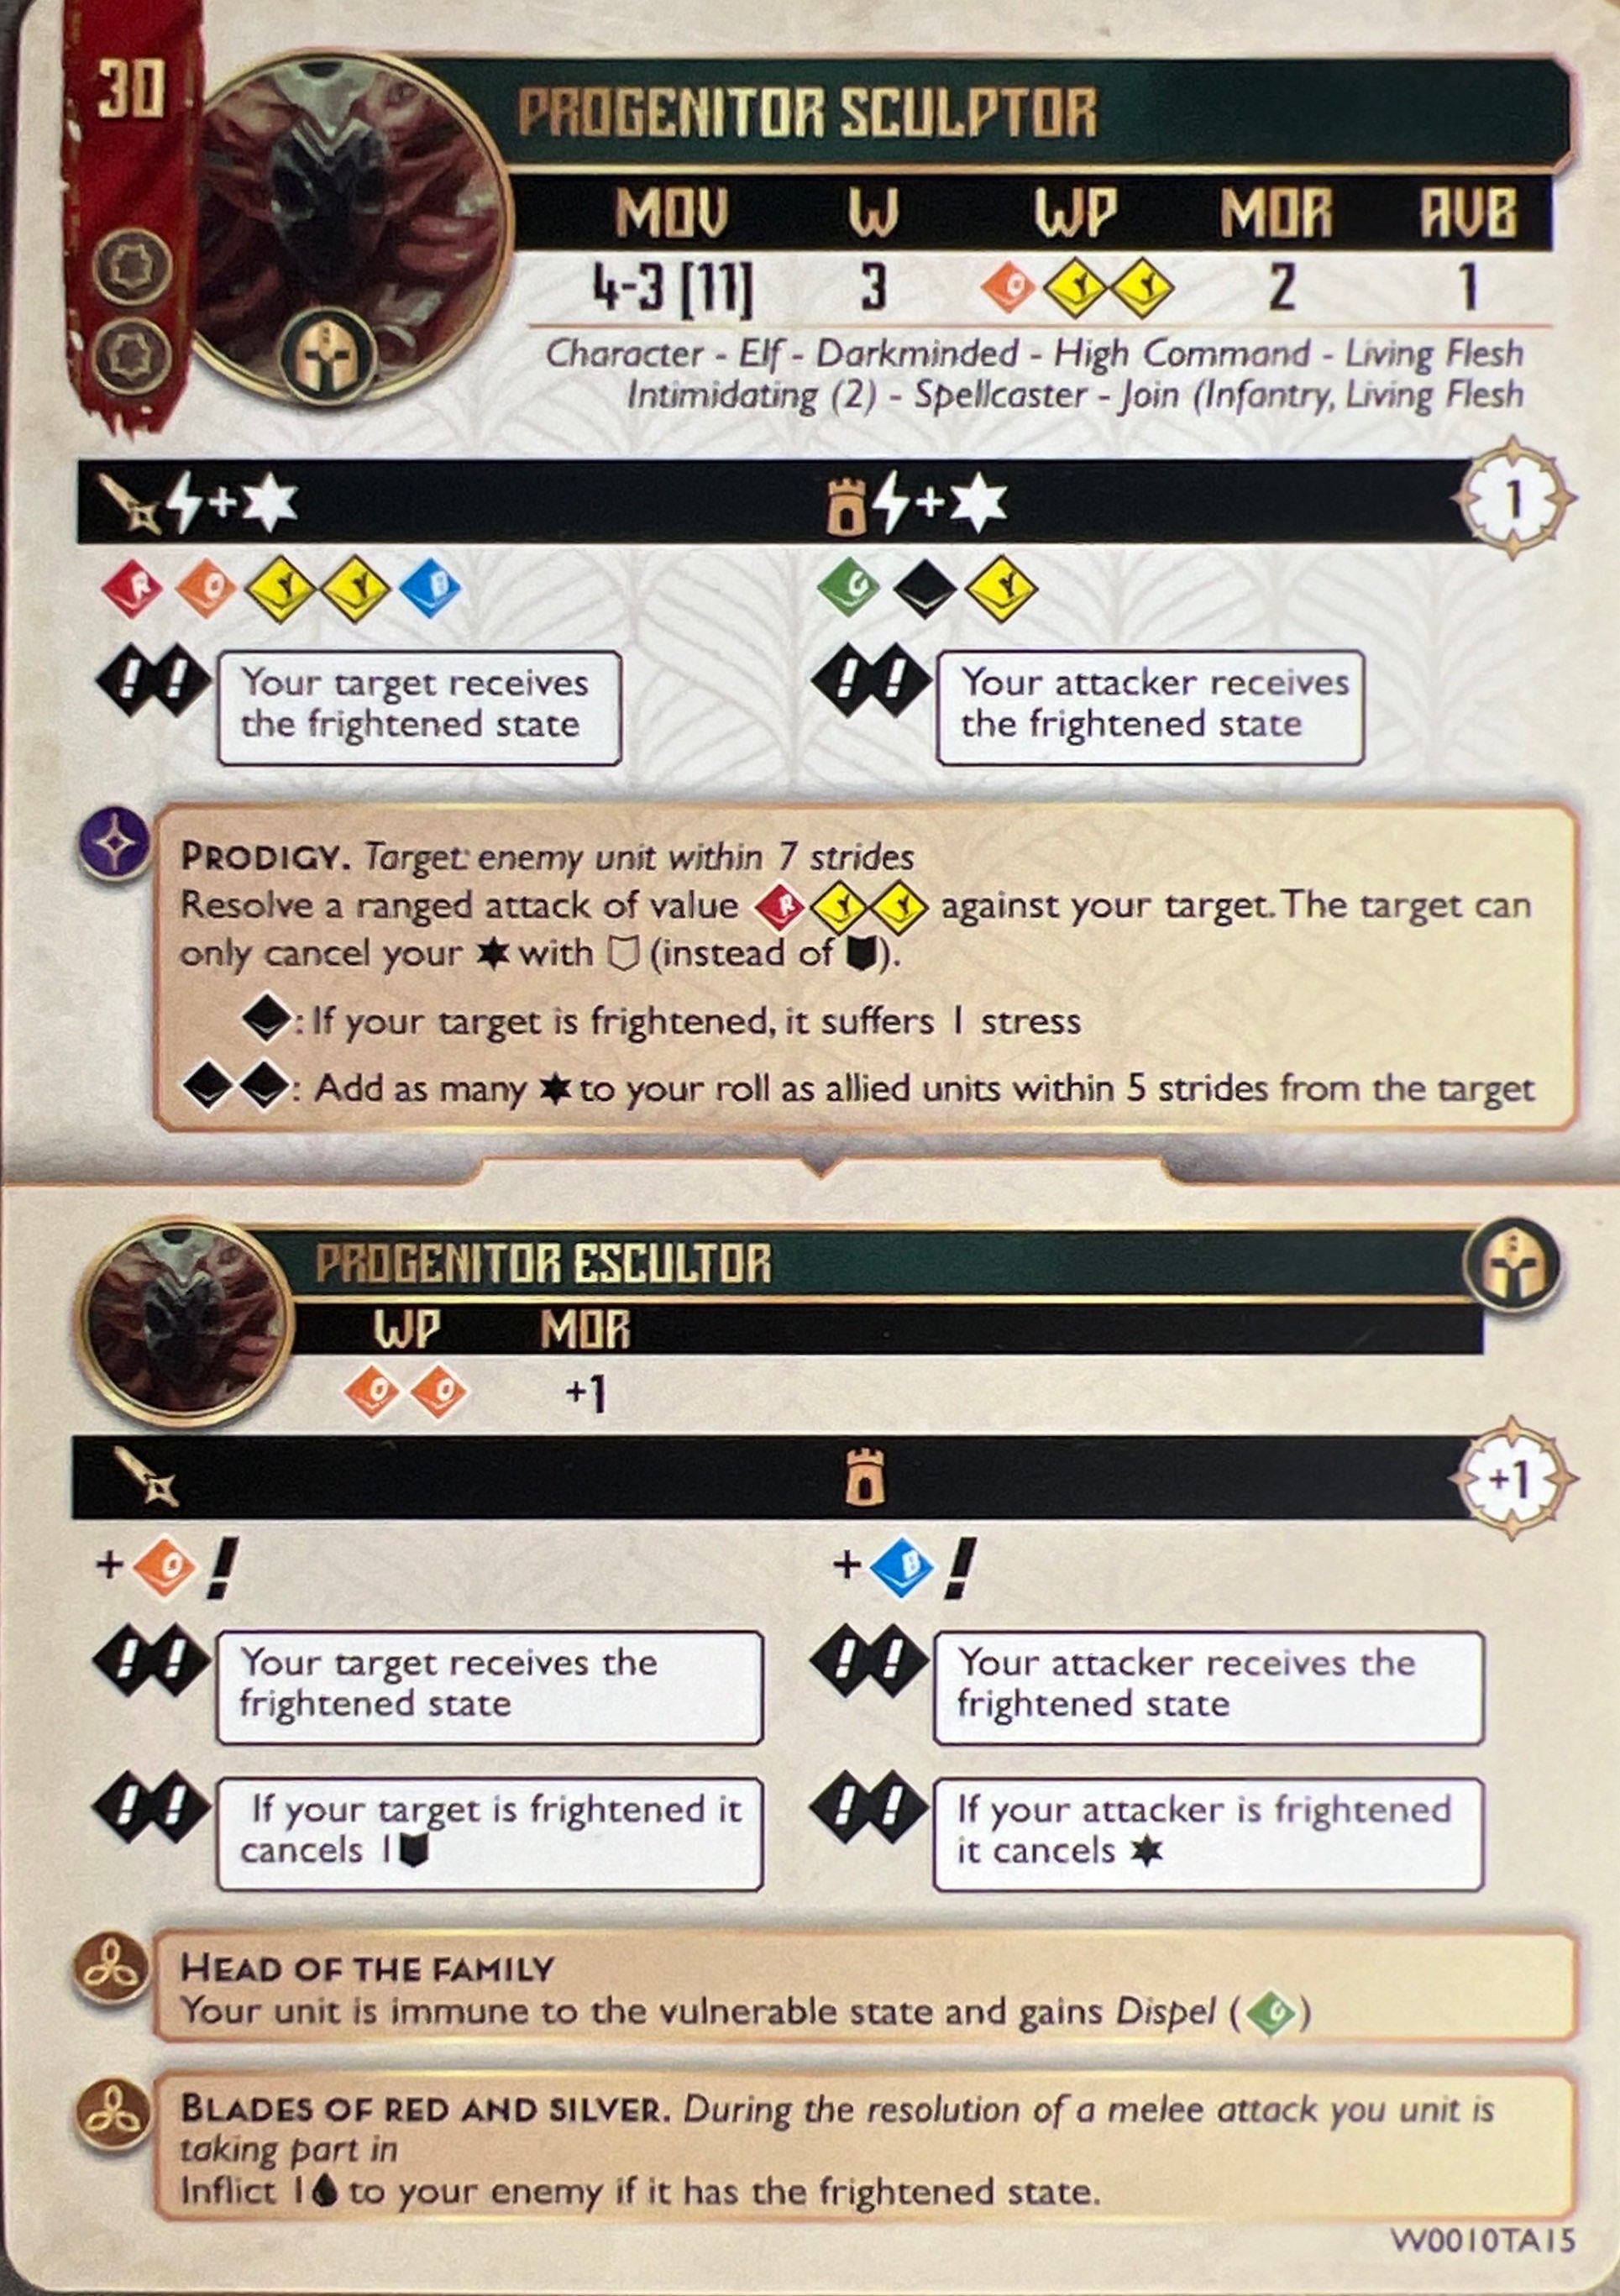 30
PROGENITOR SCULPTOR
MOV W WP MOR AVB
4-3 [11] 3 O Y Y 2 1
Character - Elf - Darkminded - High Command - Living Flesh
Intimidating (2) - Spellcaster - Join (Infantry, Living Flesh
+ + 1
R O Y Y B G Y
! ! Your target receives
the frightened state
! ! Your attacker receives
the frightened state
PRODIGY. Target: enemy unit within 7 strides
Resolve a ranged attack of value R Y Y against your target. The target can
only cancel your with (instead of ).
: If your target is frightened, it suffers 1 stress
: Add as many to your roll as allied units within 5 strides from the target
PROGENITOR ESCULTOR
WP MOR
O O +1
+1
+ O ! + B !
! ! Your target receives the
frightened state
! ! Your attacker receives the
frightened state
! ! If your target is frightened it
cancels 1
! ! If your attacker is frightened
it cancels
HEAD OF THE FAMILY
Your unit is immune to the vulnerable state and gains Dispel (G)
BLADES OF RED AND SILVER. During the resolution of a melee attack you unit is
taking part in
Inflict 1 to your enemy if it has the frightened state.
W0010TA15